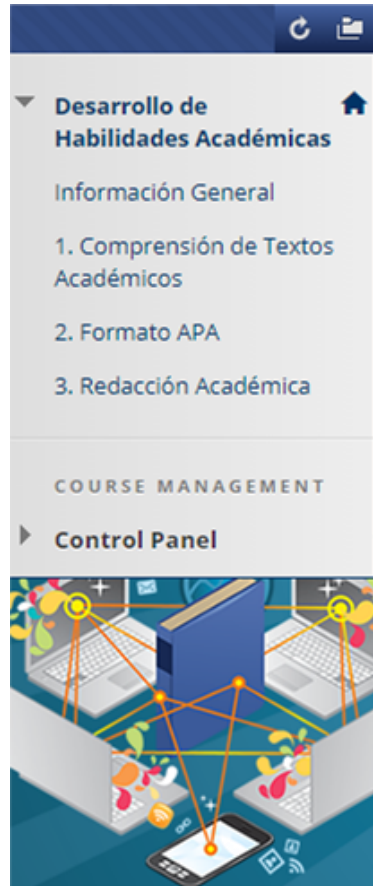 Desarrollo de
Habilidades Académicas
Información General
1. Comprensión de Textos
Académicos
2. Formato APA
3. Redacción Académica
COURSE MANAGEMENT
Control Panel